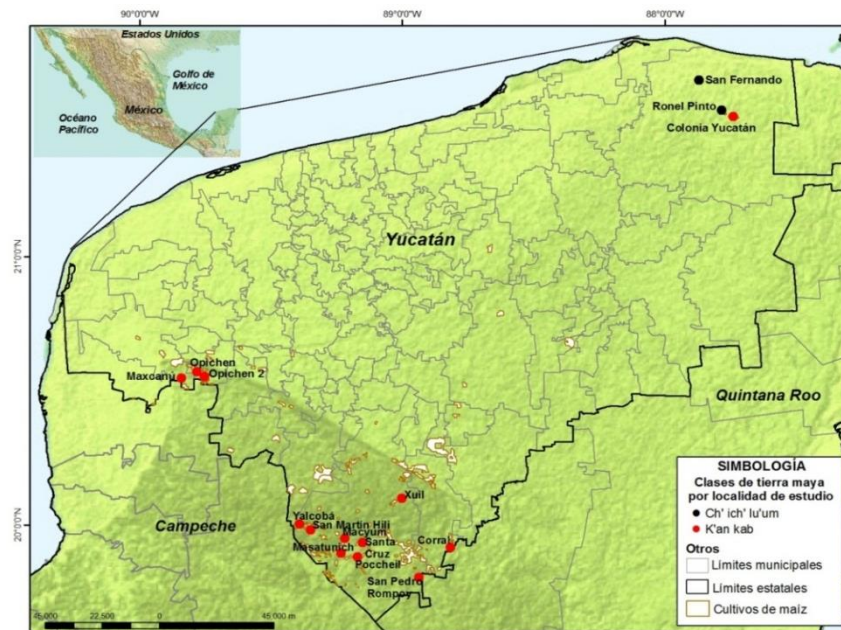 90°0'0"W
89°0'0"W
88°0'0"W
Estados Unidos
Golfo de
México
México
Océano
Pacífico
San Fernando
Ronel Pinto
Colonia Yucatán
21°0'0"N
Yucatán
Opichen
Maxcanú
Opichen 2
Quintana Roo
Campeche
20°0'0"N
Xuil
Yalcobá
San Martin Hili
Macyum
Santa
Cruz
Masatunich
Poccheil
Corral
San Pedro
Rompoy
SIMBOLOGÍA
Clases de tierra maya
por localidad de estudio
Ch' ich' lu'um
K'an kab
Otros
Límites municipales
Límites estatales
Cultivos de maíz
45,000 22,500 0 45,000 m